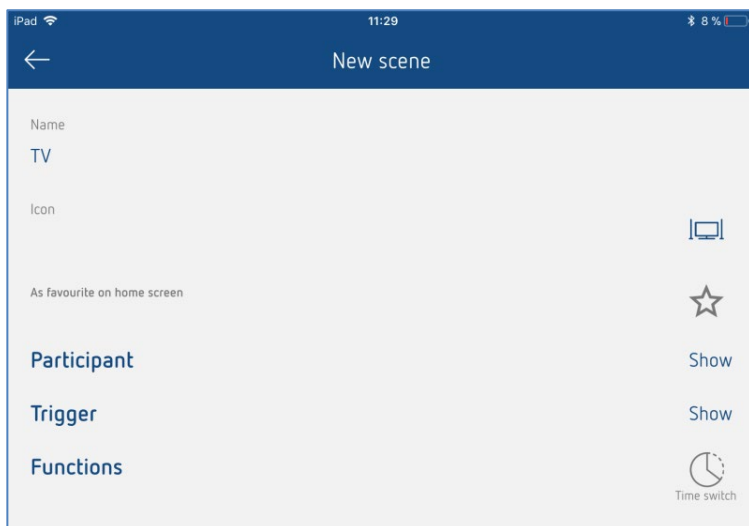 iPad 11:29 8 %
New scene
Name
TV
Icon
As favourite on home screen
Participant Show
Trigger Show
Functions
Time switch